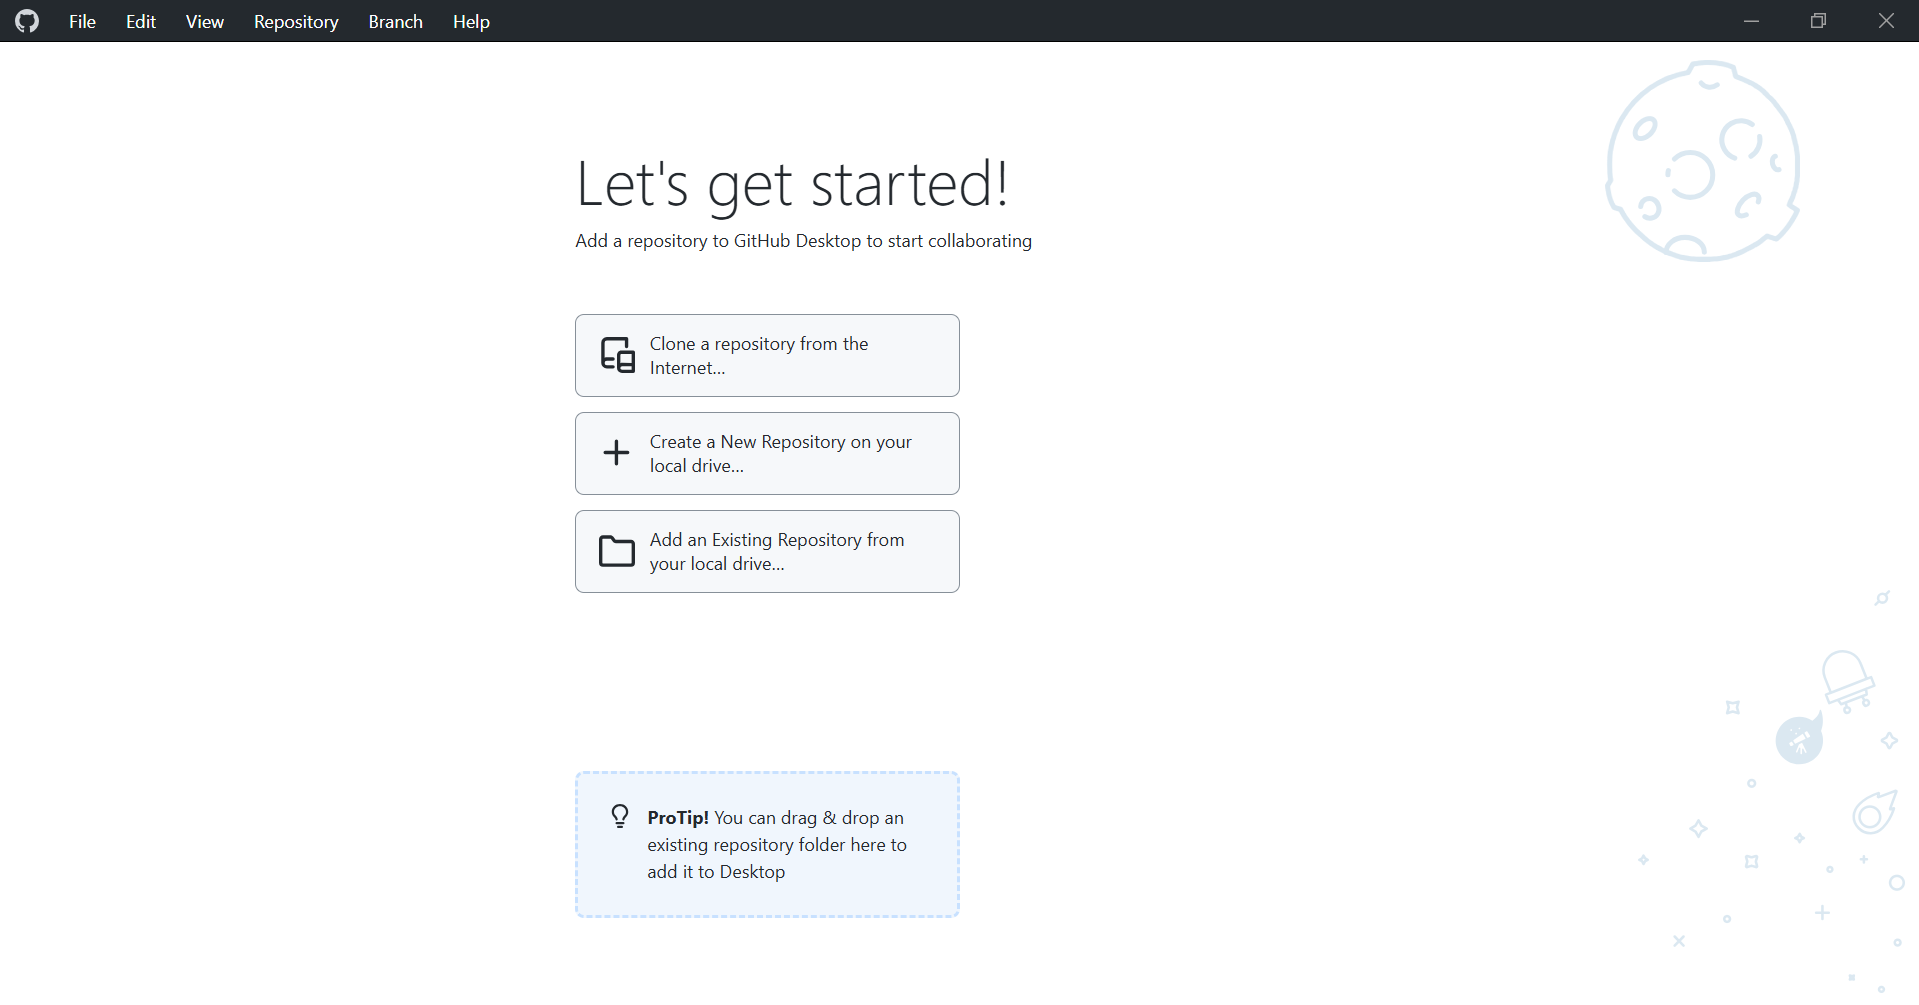 File Edit View Repository Branch Help
Let's get started!
Add a repository to GitHub Desktop to start collaborating
Clone a repository from the
Internet...
Create a New Repository on your
local drive...
Add an Existing Repository from
your local drive...
ProTip! You can drag & drop an
existing repository folder here to
add it to Desktop